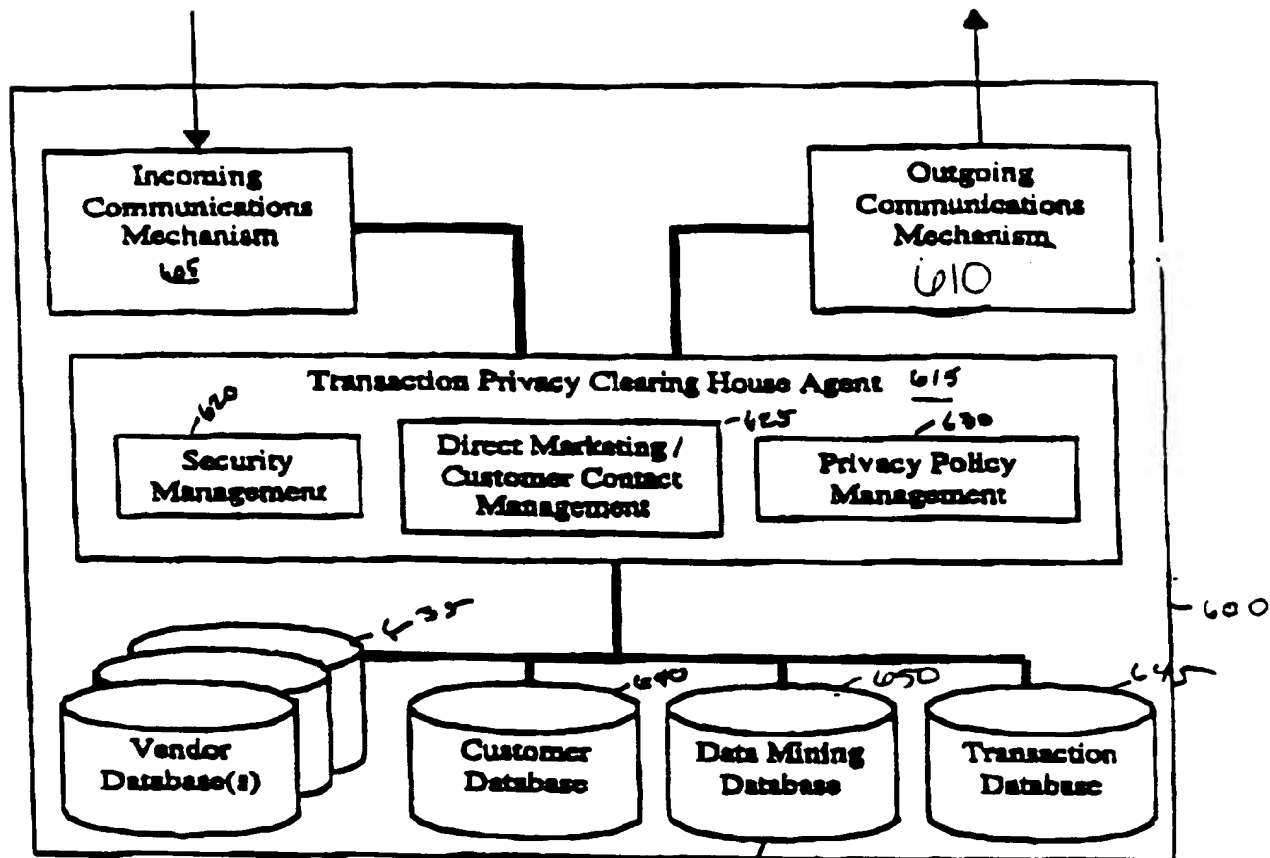 Incoming
Communications
Mechanism
605
Outgoing
Communications
Mechanism
610
Transaction Privacy Clearing House Agent 615
620
Security
Management
625
Direct Marketing /
Customer Contact
Management
630
Privacy Policy
Management
600
635
Vendor
Database(s)
640
Customer
Database
650
Data Mining
Database
645
Transaction
Database